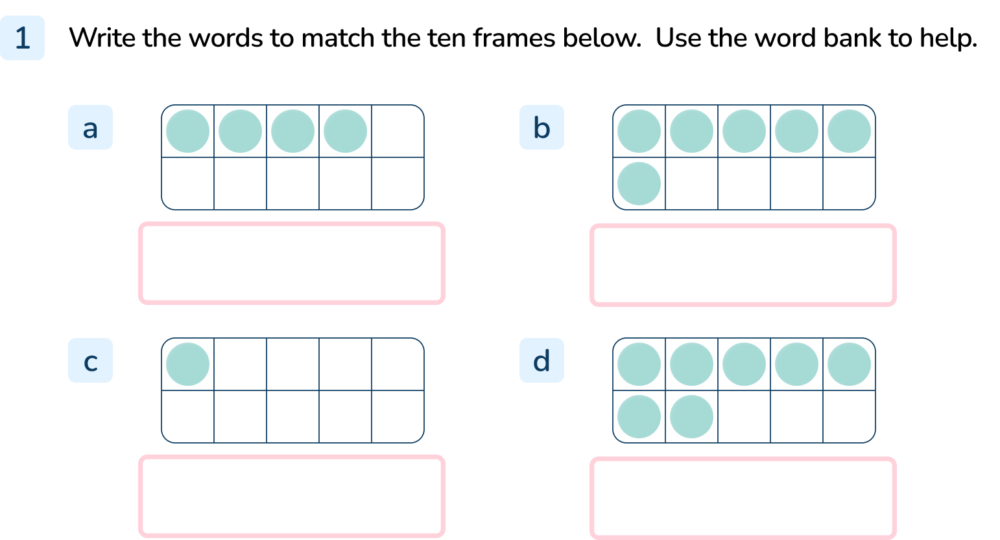 1 Write the words to match the ten frames below. Use the word bank to help.
a
b
c
d